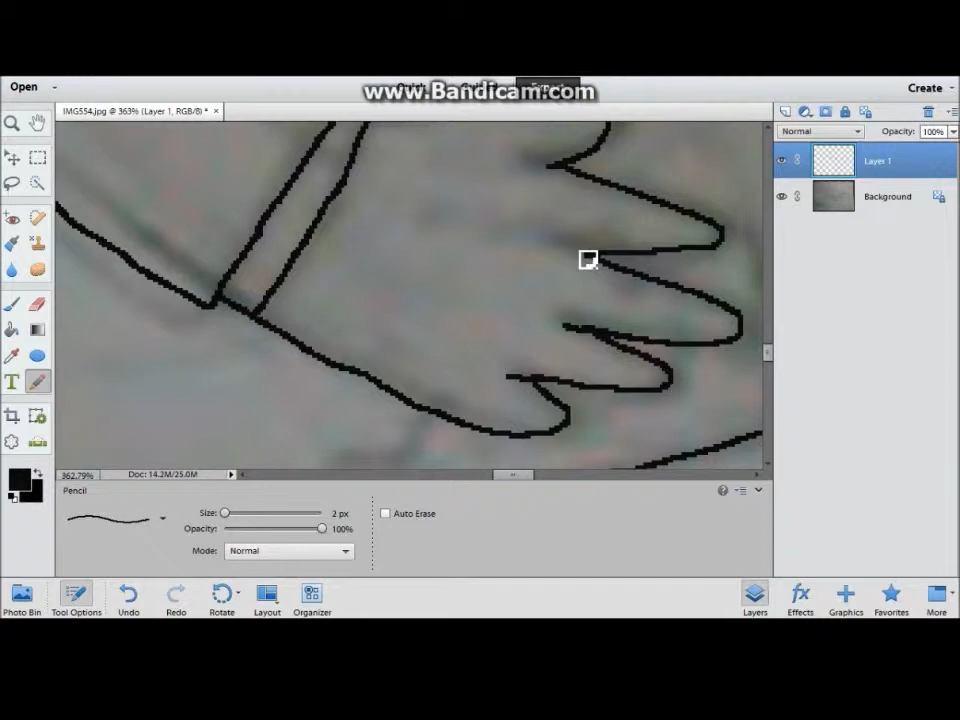 www.Bandicam.com
Open
Create
IMG554.jpg @ 363% (Layer 1, RGB/8) * ×
Normal
Opacity: 100%
Layer 1
Background
362.79%
Doc: 14.2M/25.0M
Pencil
Size:
2 px
Auto Erase
Opacity:
100%
Mode:
Normal
Photo Bin
Tool Options
Undo
Redo
Rotate
Layout
Organizer
Layers
Effects
Graphics
Favorites
More